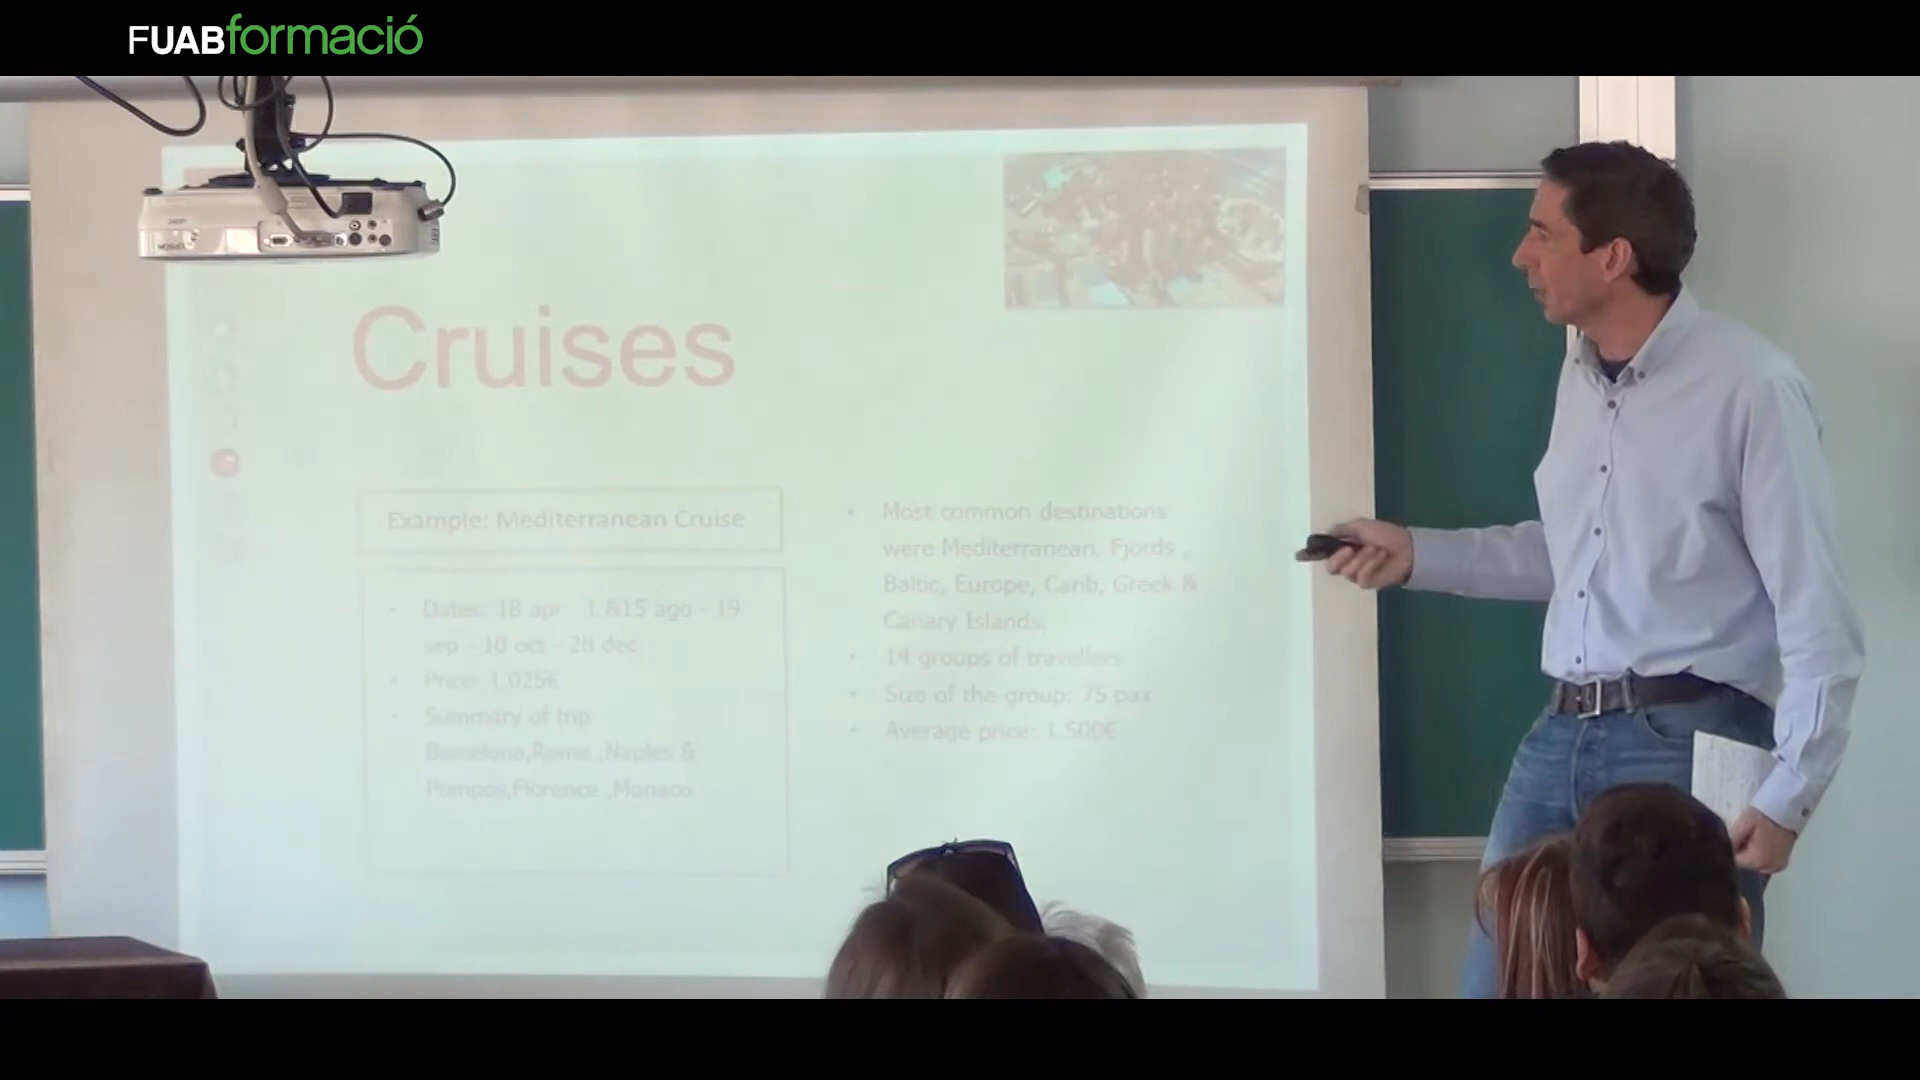 FUABformació
EPSON
Cruises
Example: Mediterranean Cruise
Dates: 18 apr - 1 &15 ago - 19
sep - 10 oct - 28 dec
Price: 1.025€
Summary of trip
Barcelona,Rome ,Naples &
Pompeii,Florence ,Monaco
Most common destinations
were Mediterranean, Fjords ,
Baltic, Europe, Carib, Greek &
Canary Islands.
14 groups of travellers
Size of the group: 75 pax
Average price: 1.500€